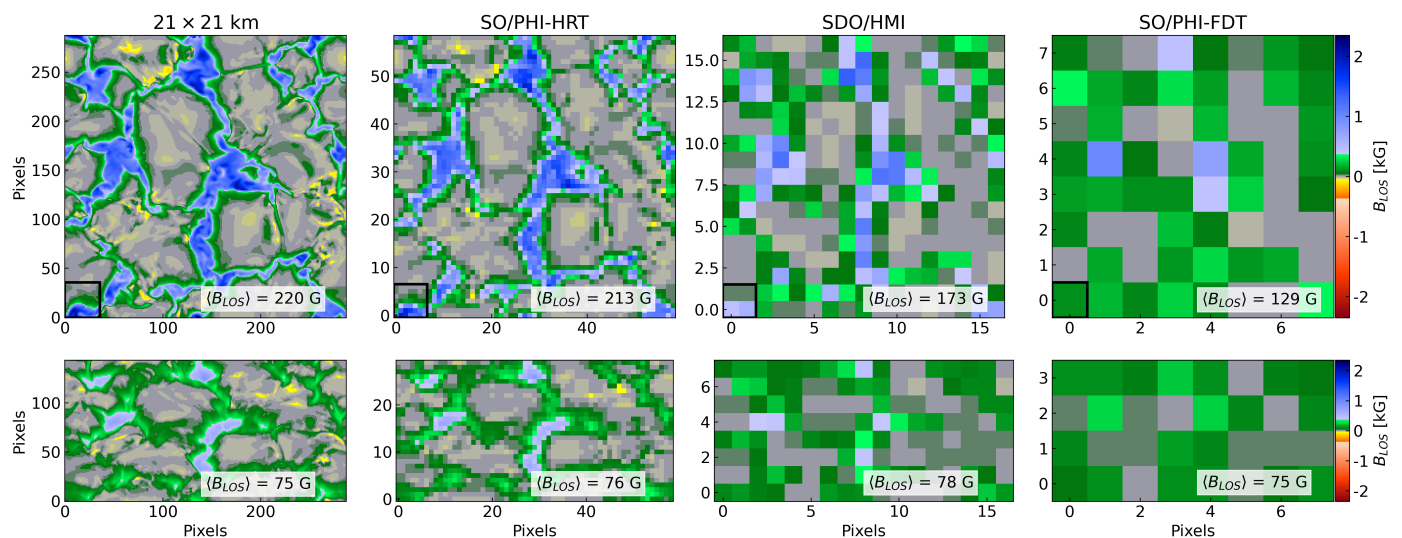 21 × 21 km
SO/PHI-HRT
SDO/HMI
SO/PHI-FDT
Pixels
0 50 100 150 200 250
0 100 200
⟨B_LOS⟩ = 220 G
0 10 20 30 40 50
0 20 40
⟨B_LOS⟩ = 213 G
0.0 2.5 5.0 7.5 10.0 12.5 15.0
0 5 10 15
⟨B_LOS⟩ = 173 G
0 1 2 3 4 5 6 7
0 2 4 6
⟨B_LOS⟩ = 129 G
2 1 0 -1 -2
B_LOS [kG]
Pixels
0 50 100
0 100 200
Pixels
⟨B_LOS⟩ = 75 G
0 10 20
0 20 40
Pixels
⟨B_LOS⟩ = 76 G
0 2 4 6
0 5 10 15
Pixels
⟨B_LOS⟩ = 78 G
0 1 2 3
0 2 4 6
Pixels
⟨B_LOS⟩ = 75 G
2 1 0 -1 -2
B_LOS [kG]